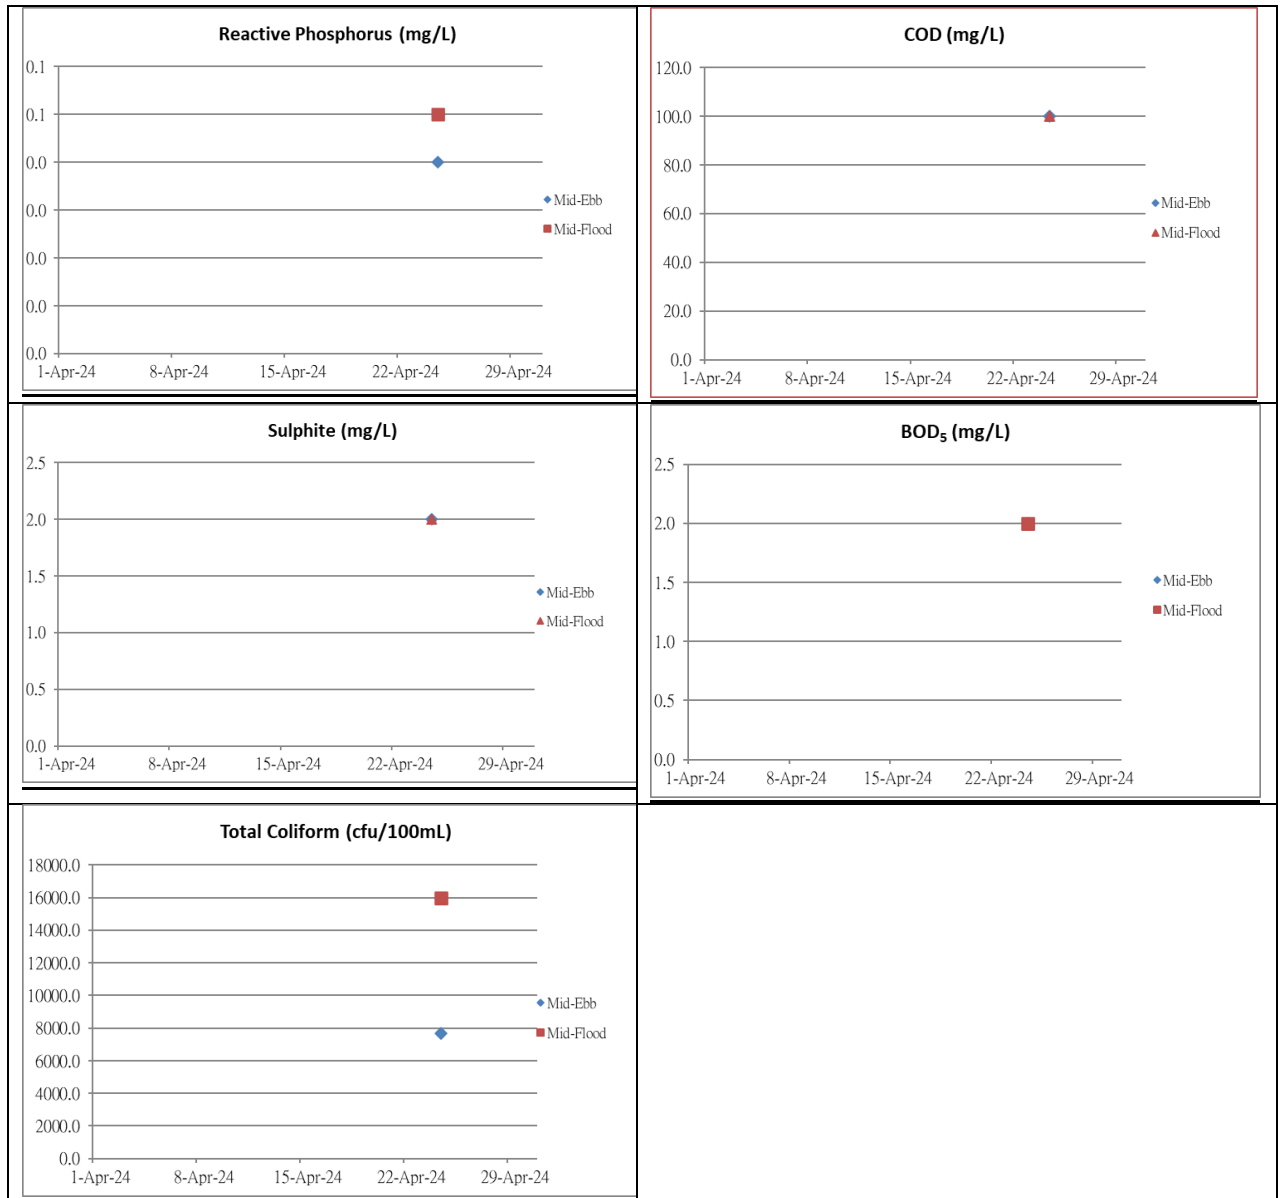 Reactive Phosphorus (mg/L)
0.1
0.1
0.0
0.0
0.0
0.0
0.0
1-Apr-24 8-Apr-24 15-Apr-24 22-Apr-24 29-Apr-24
Mid-Ebb
Mid-Flood
COD (mg/L)
120.0
100.0
80.0
60.0
40.0
20.0
0.0
1-Apr-24 8-Apr-24 15-Apr-24 22-Apr-24 29-Apr-24
Mid-Ebb
Mid-Flood
Sulphite (mg/L)
2.5
2.0
1.5
1.0
0.5
0.0
1-Apr-24 8-Apr-24 15-Apr-24 22-Apr-24 29-Apr-24
Mid-Ebb
Mid-Flood
BOD₅ (mg/L)
2.5
2.0
1.5
1.0
0.5
0.0
1-Apr-24 8-Apr-24 15-Apr-24 22-Apr-24 29-Apr-24
Mid-Ebb
Mid-Flood
Total Coliform (cfu/100mL)
18000.0
16000.0
14000.0
12000.0
10000.0
8000.0
6000.0
4000.0
2000.0
0.0
1-Apr-24 8-Apr-24 15-Apr-24 22-Apr-24 29-Apr-24
Mid-Ebb
Mid-Flood